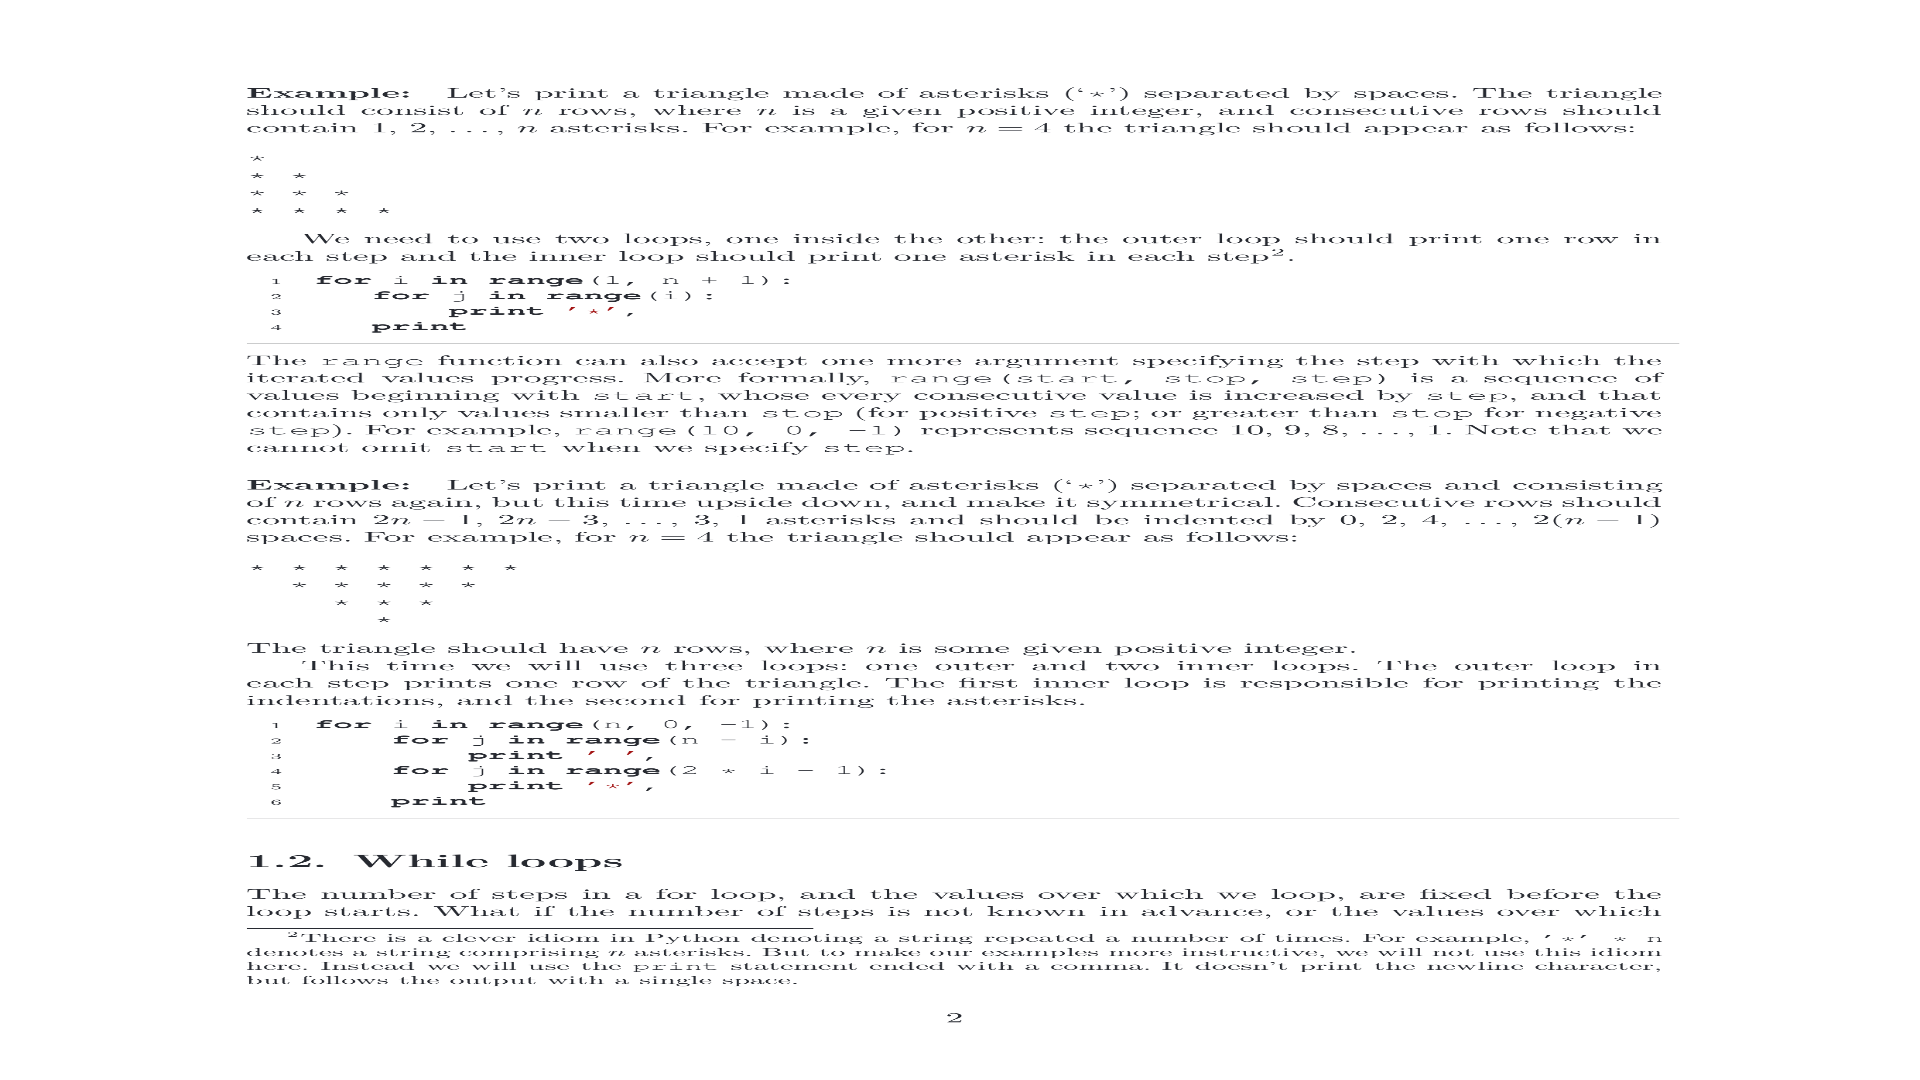 Example: Let's print a triangle made of asterisks (‘*’) separated by spaces. The triangle
should consist of n rows, where n is a given positive integer, and consecutive rows should
contain 1, 2, . . . , n asterisks. For example, for n = 4 the triangle should appear as follows:
*
* *
* * *
* * * *
We need to use two loops, one inside the other: the outer loop should print one row in
each step and the inner loop should print one asterisk in each step².
1 for i in range(1, n + 1):
2 for j in range(i):
3 print '*',
4 print
The range function can also accept one more argument specifying the step with which the
iterated values progress. More formally, range(start, stop, step) is a sequence of
values beginning with start, whose every consecutive value is increased by step, and that
contains only values smaller than stop (for positive step; or greater than stop for negative
step). For example, range(10, 0, −1) represents sequence 10, 9, 8, . . . , 1. Note that we
cannot omit start when we specify step.
Example: Let's print a triangle made of asterisks (‘*’) separated by spaces and consisting
of n rows again, but this time upside down, and make it symmetrical. Consecutive rows should
contain 2n − 1, 2n − 3, . . . , 3, 1 asterisks and should be indented by 0, 2, 4, . . . , 2(n − 1)
spaces. For example, for n = 4 the triangle should appear as follows:
* * * * * * *
* * * * *
* * *
*
The triangle should have n rows, where n is some given positive integer.
This time we will use three loops: one outer and two inner loops. The outer loop in
each step prints one row of the triangle. The first inner loop is responsible for printing the
indentations, and the second for printing the asterisks.
1 for i in range(n, 0, −1):
2 for j in range(n − i):
3 print ' ',
4 for j in range(2 * i − 1):
5 print '*',
6 print
1.2. While loops
The number of steps in a for loop, and the values over which we loop, are fixed before the
loop starts. What if the number of steps is not known in advance, or the values over which
²There is a clever idiom in Python denoting a string repeated a number of times. For example, '*' * n
denotes a string comprising n asterisks. But to make our examples more instructive, we will not use this idiom
here. Instead we will use the print statement ended with a comma. It doesn't print the newline character,
but follows the output with a single space.
2